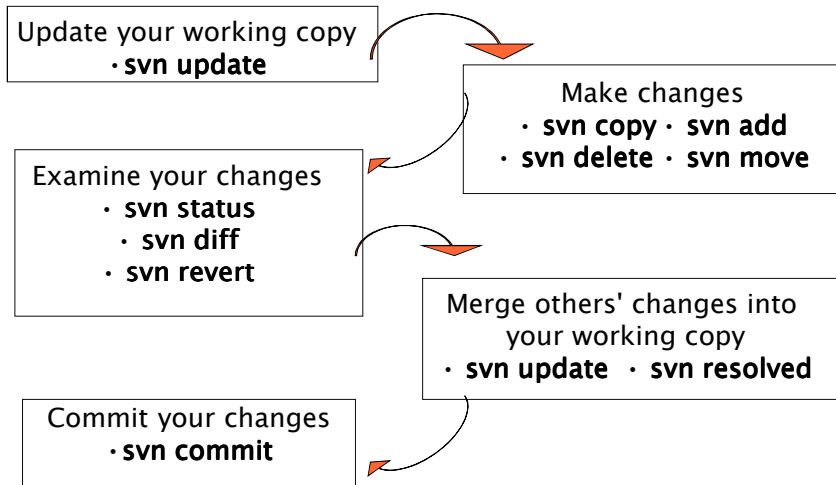 Update your working copy
· svn update
Make changes
· svn copy · svn add
· svn delete · svn move
Examine your changes
· svn status
· svn diff
· svn revert
Merge others' changes into
your working copy
· svn update · svn resolved
Commit your changes
· svn commit